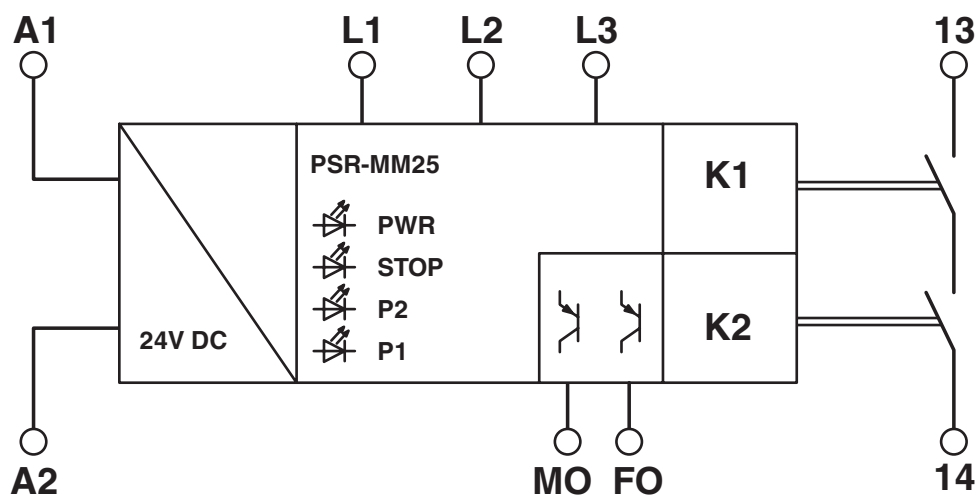 A1 L1 L2 L3 13
PSR-MM25
K1
PWR
STOP
P2
P1
24V DC
K2
A2 MO FO 14